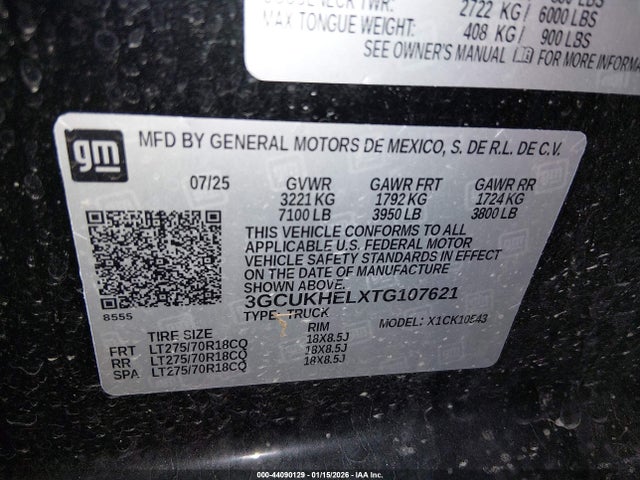 2722 KG/ 6000 LBS
MAX TONGUE WEIGHT: 408 KG/ 900 LBS
SEE OWNER'S MANUAL FOR MORE INFORMA
gm
MFD BY GENERAL MOTORS DE MEXICO, S. DE R.L. DE C.V.
07/25 GVWR GAWR FRT GAWR RR
3221 KG 1792 KG 1724 KG
7100 LB 3950 LB 3800 LB
THIS VEHICLE CONFORMS TO ALL
APPLICABLE U.S. FEDERAL MOTOR
VEHICLE SAFETY STANDARDS IN EFFECT
ON THE DATE OF MANUFACTURE
SHOWN ABOVE.
3GCUKHELXTG107621
8555 TYPE: TRUCK MODEL: X1CK10543
TIRE SIZE RIM
FRT LT275/70R18CQ 18X8.5J
RR LT275/70R18CQ 18X8.5J
SPA LT275/70R18CQ 18X8.5J
000-44090129 - 01/15/2026 - IAA Inc.